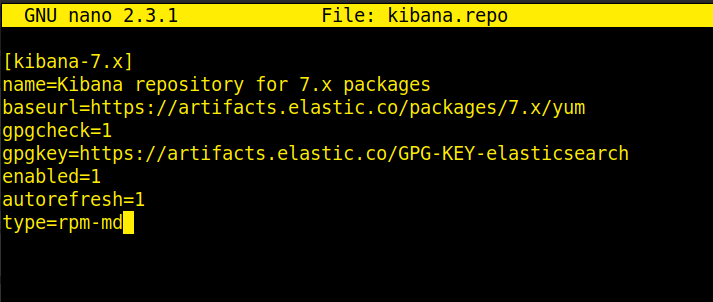 GNU nano 2.3.1 File: kibana.repo
[kibana-7.x]
name=Kibana repository for 7.x packages
baseurl=https://artifacts.elastic.co/packages/7.x/yum
gpgcheck=1
gpgkey=https://artifacts.elastic.co/GPG-KEY-elasticsearch
enabled=1
autorefresh=1
type=rpm-md